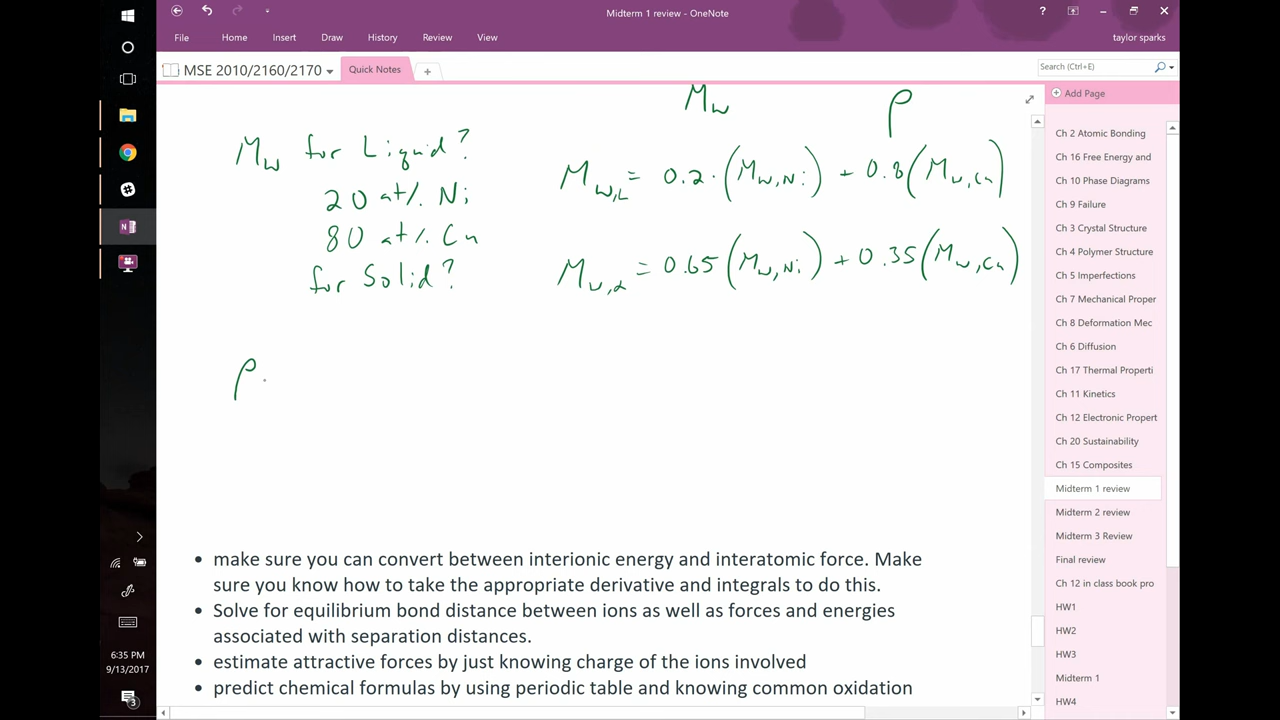 Midterm 1 review - OneNote
?
File Home Insert Draw History Review View
taylor sparks
MSE 2010/2160/2170
Quick Notes
+
Search (Ctrl+E)
Add Page
Ch 2 Atomic Bonding
Ch 16 Free Energy and
Ch 10 Phase Diagrams
Ch 9 Failure
Ch 3 Crystal Structure
Ch 4 Polymer Structure
Ch 5 Imperfections
Ch 7 Mechanical Proper
Ch 8 Deformation Mec
Ch 6 Diffusion
Ch 17 Thermal Properti
Ch 11 Kinetics
Ch 12 Electronic Propert
Ch 20 Sustainability
Ch 15 Composites
Midterm 1 review
Midterm 2 review
Midterm 3 Review
Final review
Ch 12 in class book pro
HW1
HW2
HW3
Midterm 1
HW4
Mw ρ
Mw for Liquid?
20 at% Ni
80 at% Cu
for Solid?
Mw,L = 0.2·(Mw,Ni) + 0.8(Mw,Cu)
Mw,α = 0.65(Mw,Ni) + 0.35(Mw,Cu)
ρ
• make sure you can convert between interionic energy and interatomic force. Make
sure you know how to take the appropriate derivative and integrals to do this.
• Solve for equilibrium bond distance between ions as well as forces and energies
associated with separation distances.
• estimate attractive forces by just knowing charge of the ions involved
• predict chemical formulas by using periodic table and knowing common oxidation
6:35 PM
9/13/2017
3